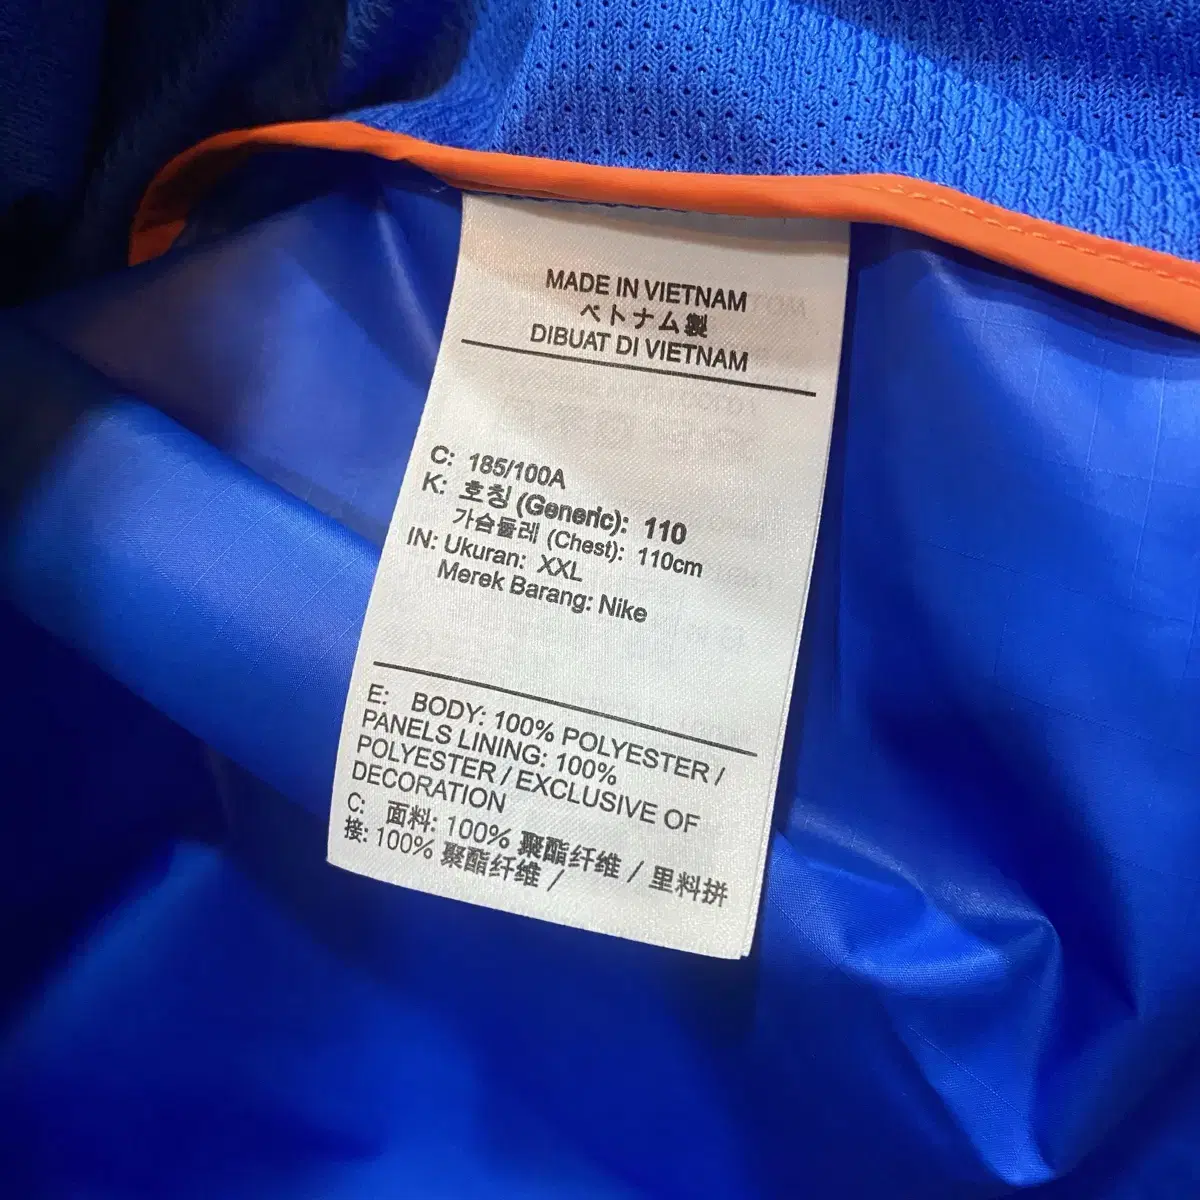 MADE IN VIETNAM
ベトナム製
DIBUAT DI VIETNAM
C: 185/100A
K: 호칭 (Generic): 110
가슴둘레 (Chest): 110cm
IN: Ukuran: XXL
Merek Barang: Nike
E: BODY: 100% POLYESTER /
PANELS LINING: 100%
POLYESTER / EXCLUSIVE OF
DECORATION
C: 面料: 100% 聚酯纤维 / 里料拼
接: 100% 聚酯纤维 /